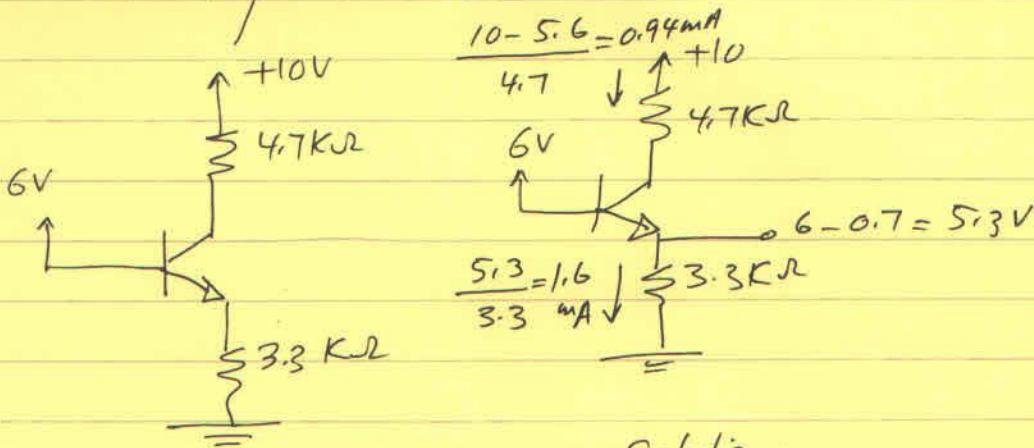 +10V
4.7KΩ
6V
3.3 KΩ
10-5.6/4.7 = 0.94mA
+10
4.7KΩ
6V
6-0.7 = 5.3V
5.3/3.3 = 1.6 mA
3.3KΩ